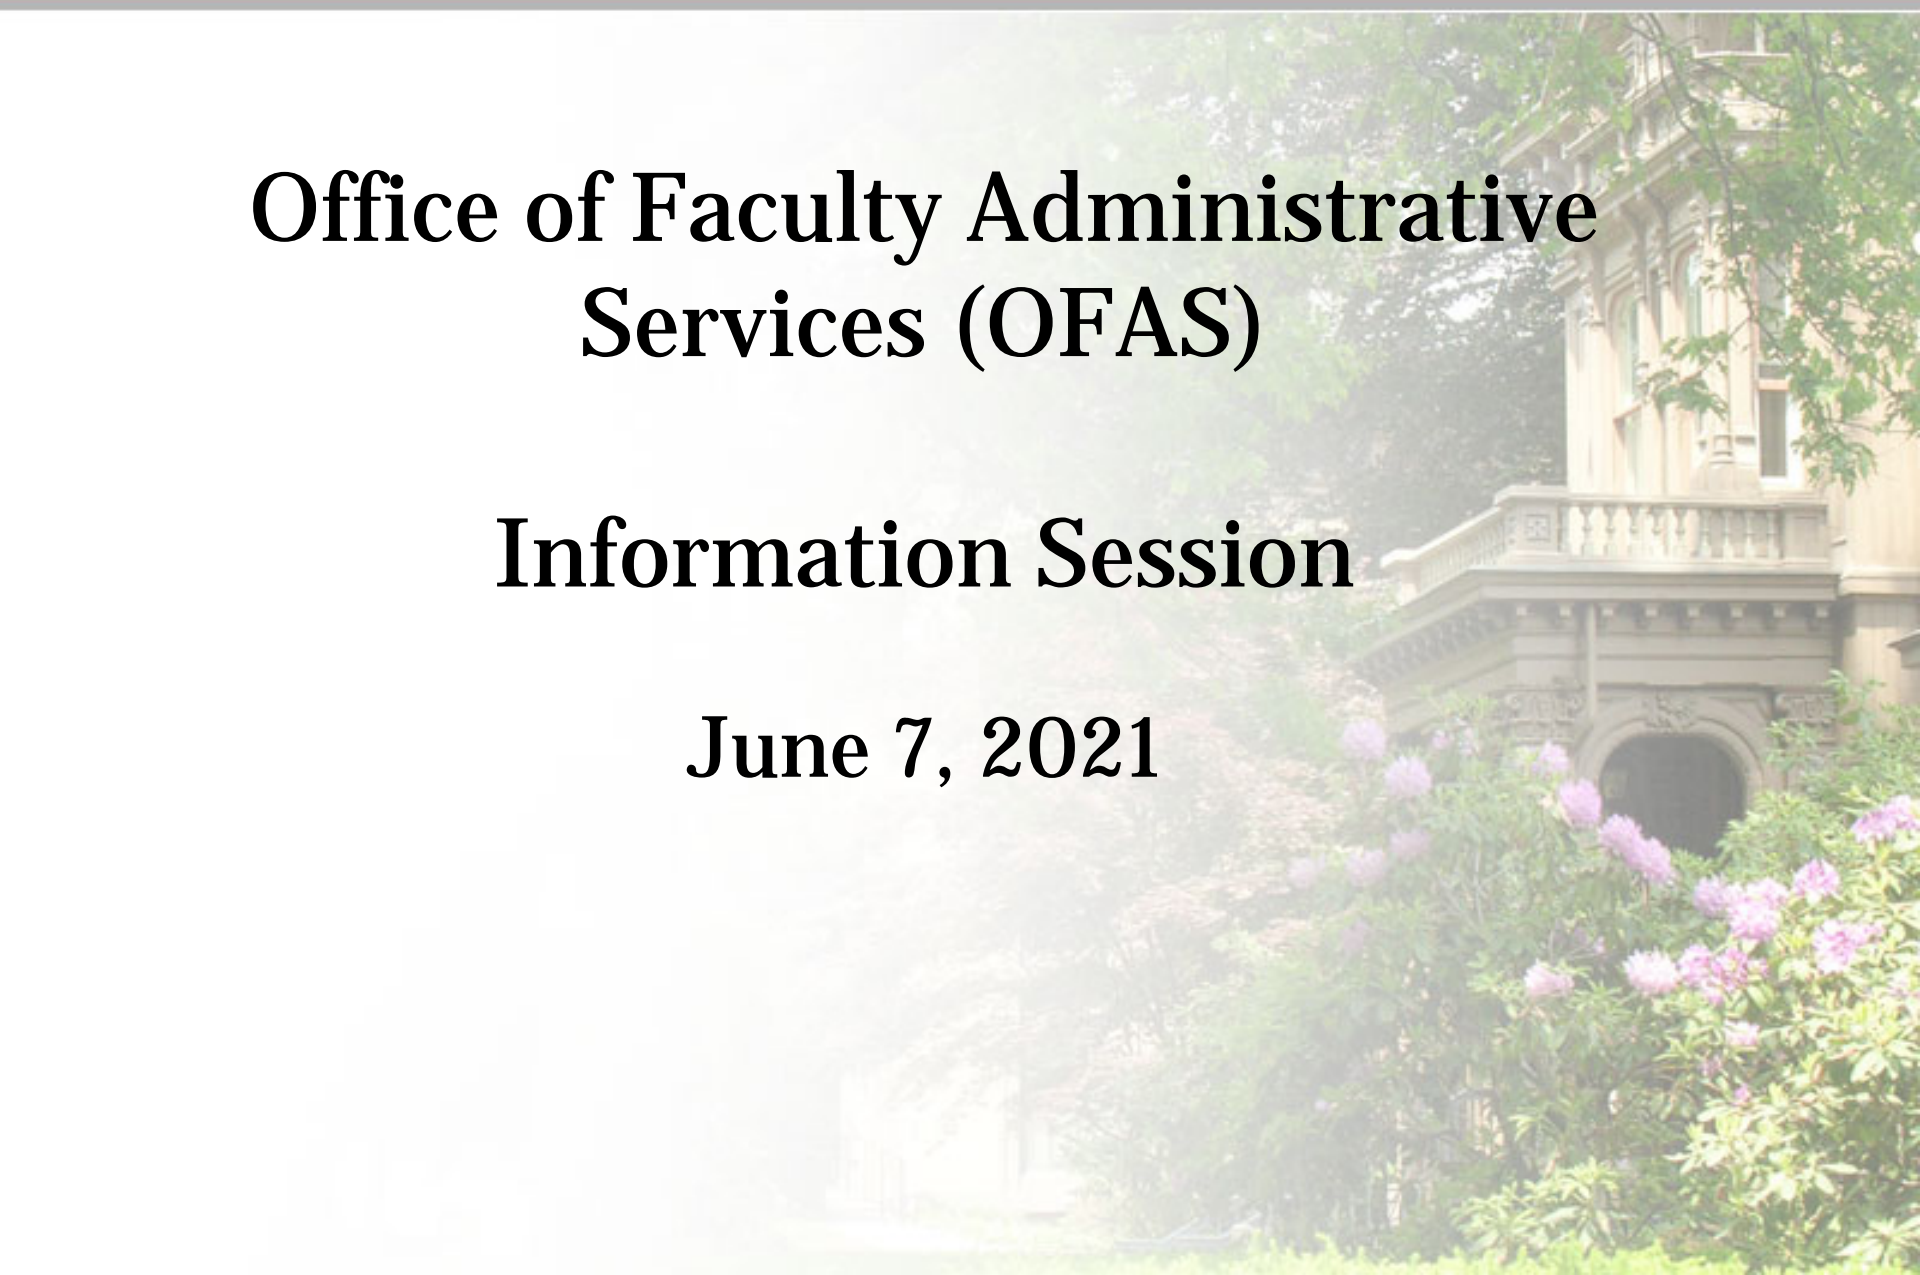 Office of Faculty Administrative
Services (OFAS)
Information Session
June 7, 2021